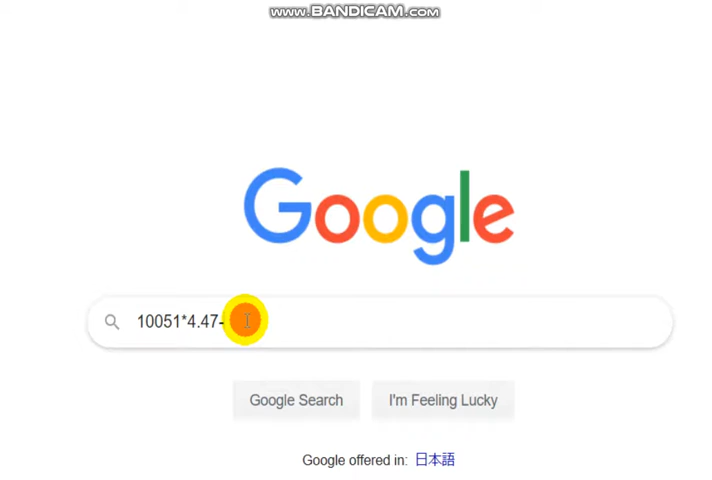 www.BANDICAM.com
Google
10051*4.47-
Google Search
I'm Feeling Lucky
Google offered in: 日本語